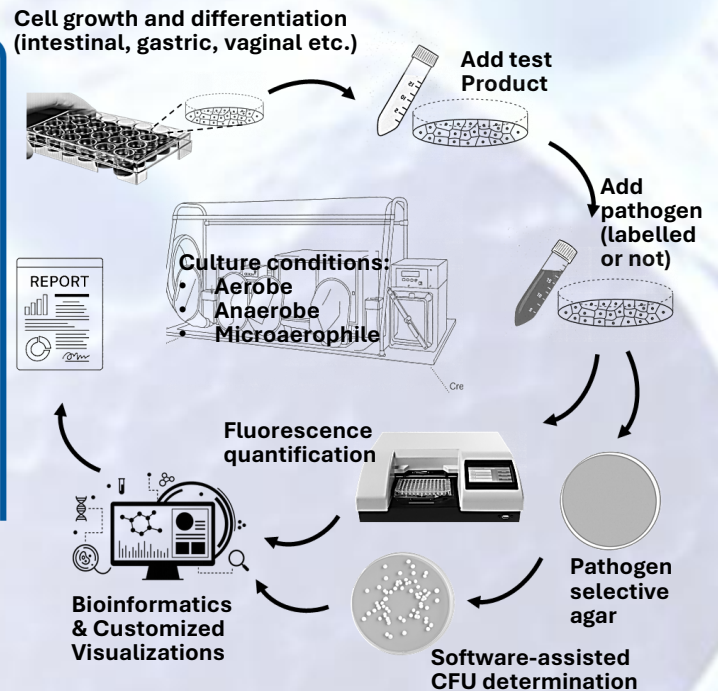 Cell growth and differentiation
(intestinal, gastric, vaginal etc.)
Add test
Product
Add
pathogen
(labelled
or not)
Culture conditions:
• Aerobe
• Anaerobe
• Microaerophile
Cre
REPORT
Fluorescence
quantification
Pathogen
selective
agar
Software-assisted
CFU determination
Bioinformatics
& Customized
Visualizations